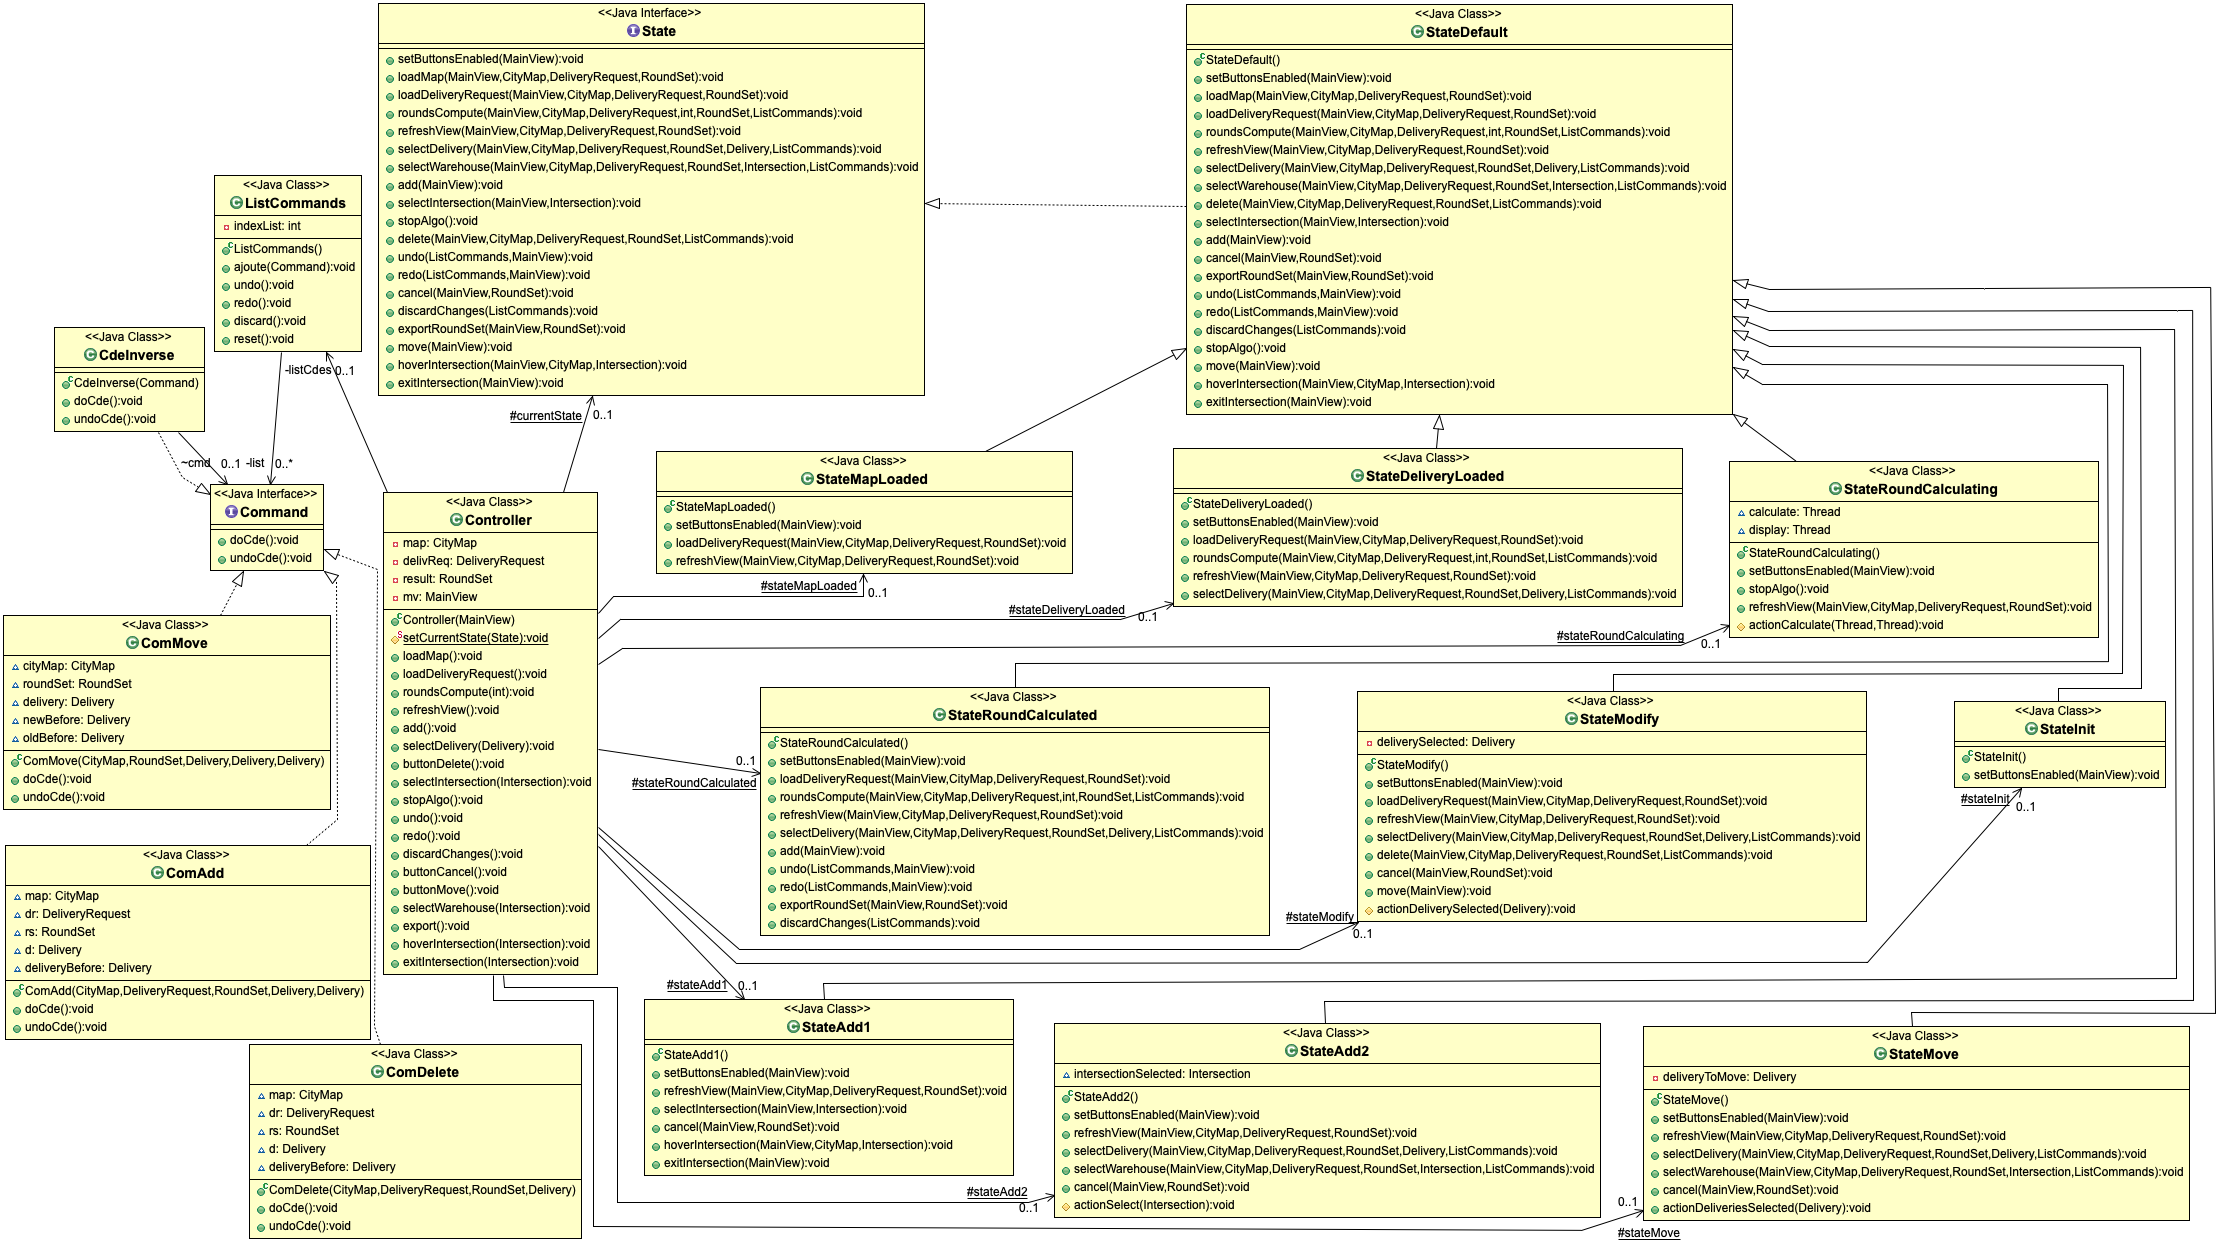 <<Java Interface>>
State
setButtonsEnabled(MainView):void
loadMap(MainView,CityMap,DeliveryRequest,RoundSet):void
loadDeliveryRequest(MainView,CityMap,DeliveryRequest,RoundSet):void
roundsCompute(MainView,CityMap,DeliveryRequest,int,RoundSet,ListCommands):void
refreshView(MainView,CityMap,DeliveryRequest,RoundSet):void
selectDelivery(MainView,CityMap,DeliveryRequest,RoundSet,Delivery,ListCommands):void
selectWarehouse(MainView,CityMap,DeliveryRequest,RoundSet,Intersection,ListCommands):void
add(MainView):void
selectIntersection(MainView,Intersection):void
stopAlgo():void
delete(MainView,CityMap,DeliveryRequest,RoundSet,ListCommands):void
undo(ListCommands,MainView):void
redo(ListCommands,MainView):void
cancel(MainView,RoundSet):void
discardChanges(ListCommands):void
exportRoundSet(MainView,RoundSet):void
move(MainView):void
hoverIntersection(MainView,CityMap,Intersection):void
exitIntersection(MainView):void
<<Java Class>>
StateDefault
StateDefault()
setButtonsEnabled(MainView):void
loadMap(MainView,CityMap,DeliveryRequest,RoundSet):void
loadDeliveryRequest(MainView,CityMap,DeliveryRequest,RoundSet):void
roundsCompute(MainView,CityMap,DeliveryRequest,int,RoundSet,ListCommands):void
refreshView(MainView,CityMap,DeliveryRequest,RoundSet):void
selectDelivery(MainView,CityMap,DeliveryRequest,RoundSet,Delivery,ListCommands):void
selectWarehouse(MainView,CityMap,DeliveryRequest,RoundSet,Intersection,ListCommands):void
delete(MainView,CityMap,DeliveryRequest,RoundSet,ListCommands):void
selectIntersection(MainView,Intersection):void
add(MainView):void
cancel(MainView,RoundSet):void
exportRoundSet(MainView,RoundSet):void
undo(ListCommands,MainView):void
redo(ListCommands,MainView):void
discardChanges(ListCommands):void
stopAlgo():void
move(MainView):void
hoverIntersection(MainView,CityMap,Intersection):void
exitIntersection(MainView):void
<<Java Class>>
ListCommands
indexList: int
ListCommands()
ajoute(Command):void
undo():void
redo():void
discard():void
reset():void
<<Java Class>>
CdeInverse
CdeInverse(Command)
doCde():void
undoCde():void
-listCdes 0..1
#currentState 0..1
~cmd 0..1
-list 0..*
<<Java Interface>>
Command
doCde():void
undoCde():void
<<Java Class>>
Controller
map: CityMap
delivReq: DeliveryRequest
result: RoundSet
mv: MainView
Controller(MainView)
setCurrentState(State):void
loadMap():void
loadDeliveryRequest():void
roundsCompute(int):void
refreshView():void
add():void
selectDelivery(Delivery):void
buttonDelete():void
selectIntersection(Intersection):void
stopAlgo():void
undo():void
redo():void
discardChanges():void
buttonCancel():void
buttonMove():void
selectWarehouse(Intersection):void
export():void
hoverIntersection(Intersection):void
exitIntersection(Intersection):void
<<Java Class>>
StateMapLoaded
StateMapLoaded()
setButtonsEnabled(MainView):void
loadDeliveryRequest(MainView,CityMap,DeliveryRequest,RoundSet):void
refreshView(MainView,CityMap,DeliveryRequest,RoundSet):void
#stateMapLoaded 0..1
<<Java Class>>
StateDeliveryLoaded
StateDeliveryLoaded()
setButtonsEnabled(MainView):void
loadDeliveryRequest(MainView,CityMap,DeliveryRequest,RoundSet):void
roundsCompute(MainView,CityMap,DeliveryRequest,int,RoundSet,ListCommands):void
refreshView(MainView,CityMap,DeliveryRequest,RoundSet):void
selectDelivery(MainView,CityMap,DeliveryRequest,RoundSet,Delivery,ListCommands):void
#stateDeliveryLoaded 0..1
<<Java Class>>
StateRoundCalculating
calculate: Thread
display: Thread
StateRoundCalculating()
setButtonsEnabled(MainView):void
stopAlgo():void
refreshView(MainView,CityMap,DeliveryRequest,RoundSet):void
actionCalculate(Thread,Thread):void
#stateRoundCalculating 0..1
<<Java Class>>
ComMove
cityMap: CityMap
roundSet: RoundSet
delivery: Delivery
newBefore: Delivery
oldBefore: Delivery
ComMove(CityMap,RoundSet,Delivery,Delivery,Delivery)
doCde():void
undoCde():void
<<Java Class>>
StateRoundCalculated
StateRoundCalculated()
setButtonsEnabled(MainView):void
loadDeliveryRequest(MainView,CityMap,DeliveryRequest,RoundSet):void
roundsCompute(MainView,CityMap,DeliveryRequest,int,RoundSet,ListCommands):void
refreshView(MainView,CityMap,DeliveryRequest,RoundSet):void
selectDelivery(MainView,CityMap,DeliveryRequest,RoundSet,Delivery,ListCommands):void
add(MainView):void
undo(ListCommands,MainView):void
redo(ListCommands,MainView):void
exportRoundSet(MainView,RoundSet):void
discardChanges(ListCommands):void
0..1
#stateRoundCalculated
<<Java Class>>
StateModify
deliverySelected: Delivery
StateModify()
setButtonsEnabled(MainView):void
loadDeliveryRequest(MainView,CityMap,DeliveryRequest,RoundSet):void
refreshView(MainView,CityMap,DeliveryRequest,RoundSet):void
selectDelivery(MainView,CityMap,DeliveryRequest,RoundSet,Delivery,ListCommands):void
delete(MainView,CityMap,DeliveryRequest,RoundSet,ListCommands):void
cancel(MainView,RoundSet):void
move(MainView):void
actionDeliverySelected(Delivery):void
#stateModify
0..1
<<Java Class>>
StateInit
StateInit()
setButtonsEnabled(MainView):void
#stateInit 0..1
<<Java Class>>
ComAdd
map: CityMap
dr: DeliveryRequest
rs: RoundSet
d: Delivery
deliveryBefore: Delivery
ComAdd(CityMap,DeliveryRequest,RoundSet,Delivery,Delivery)
doCde():void
undoCde():void
<<Java Class>>
ComDelete
map: CityMap
dr: DeliveryRequest
rs: RoundSet
d: Delivery
deliveryBefore: Delivery
ComDelete(CityMap,DeliveryRequest,RoundSet,Delivery)
doCde():void
undoCde():void
#stateAdd1 0..1
<<Java Class>>
StateAdd1
StateAdd1()
setButtonsEnabled(MainView):void
refreshView(MainView,CityMap,DeliveryRequest,RoundSet):void
selectIntersection(MainView,Intersection):void
cancel(MainView,RoundSet):void
hoverIntersection(MainView,CityMap,Intersection):void
exitIntersection(MainView):void
#stateAdd2
0..1
<<Java Class>>
StateAdd2
intersectionSelected: Intersection
StateAdd2()
setButtonsEnabled(MainView):void
refreshView(MainView,CityMap,DeliveryRequest,RoundSet):void
selectDelivery(MainView,CityMap,DeliveryRequest,RoundSet,Delivery,ListCommands):void
selectWarehouse(MainView,CityMap,DeliveryRequest,RoundSet,Intersection,ListCommands):void
cancel(MainView,RoundSet):void
actionSelect(Intersection):void
<<Java Class>>
StateMove
deliveryToMove: Delivery
StateMove()
setButtonsEnabled(MainView):void
refreshView(MainView,CityMap,DeliveryRequest,RoundSet):void
selectDelivery(MainView,CityMap,DeliveryRequest,RoundSet,Delivery,ListCommands):void
selectWarehouse(MainView,CityMap,DeliveryRequest,RoundSet,Intersection,ListCommands):void
cancel(MainView,RoundSet):void
actionDeliveriesSelected(Delivery):void
0..1
#stateMove